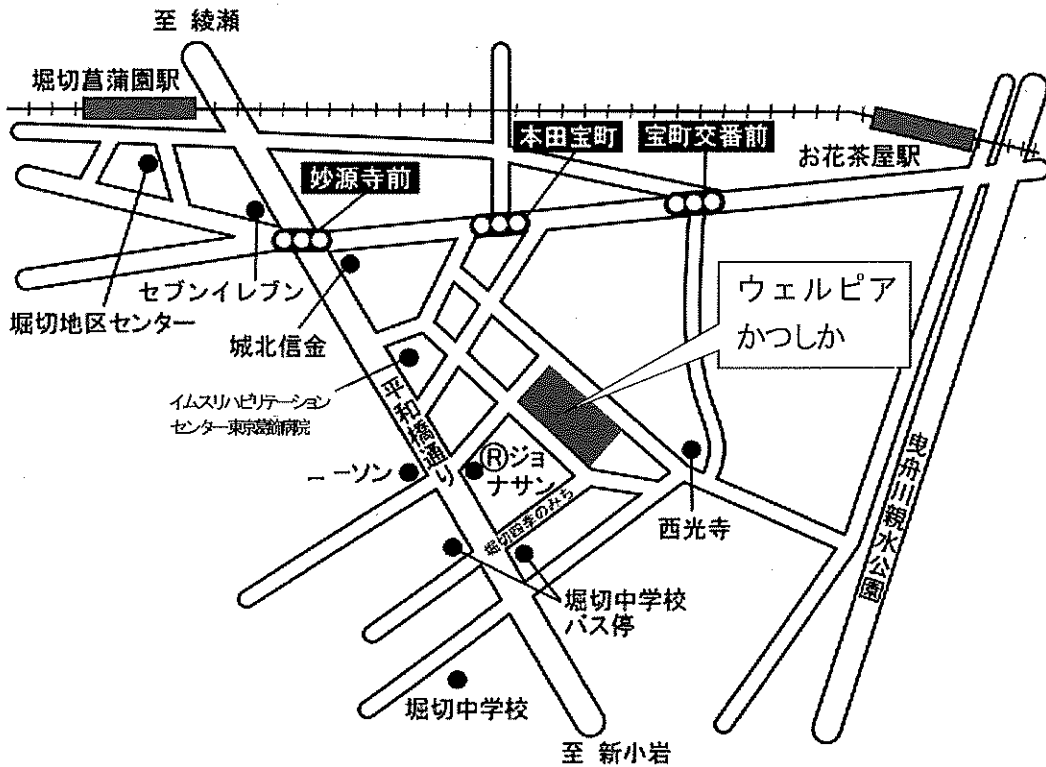 至 綾瀬
堀切菖蒲園駅
本田宝町
宝町交番前
お花茶屋駅
妙源寺前
セブンイレブン
堀切地区センター
城北信金
ウェルピア
かつしか
イムスリハビリテーション
センター東京葛飾病院
平和橋通り
ーソン
Ⓡジョ
ナサン
堀切四季のみち
西光寺
曳舟川親水公園
堀切中学校
バス停
堀切中学校
至 新小岩